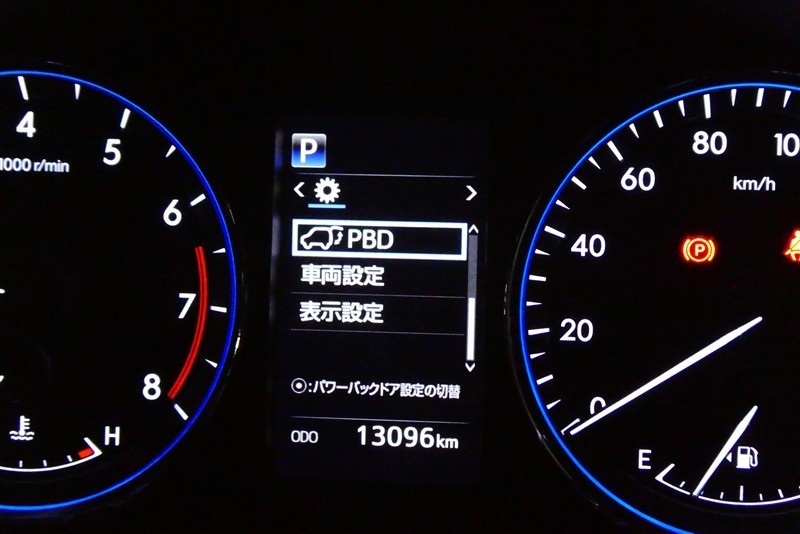 4
5
6
7
8
1000 r/min
H
P
PBD
車両設定
表示設定
:パワーバックドア設定の切替
ODO 13096km
0
20
40
60
80
km/h
P
E